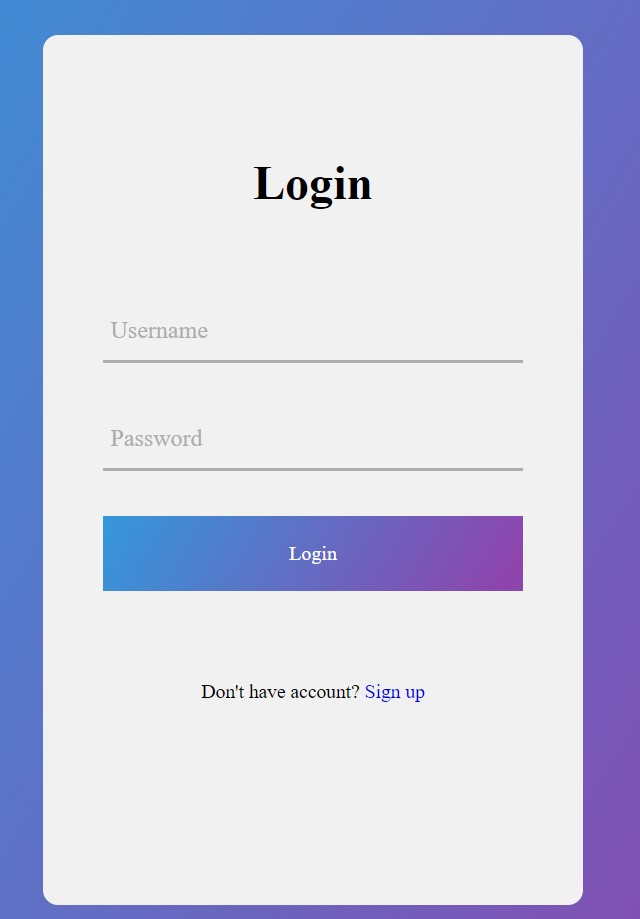 Login
Username
Password
Login
Don't have account? Sign up